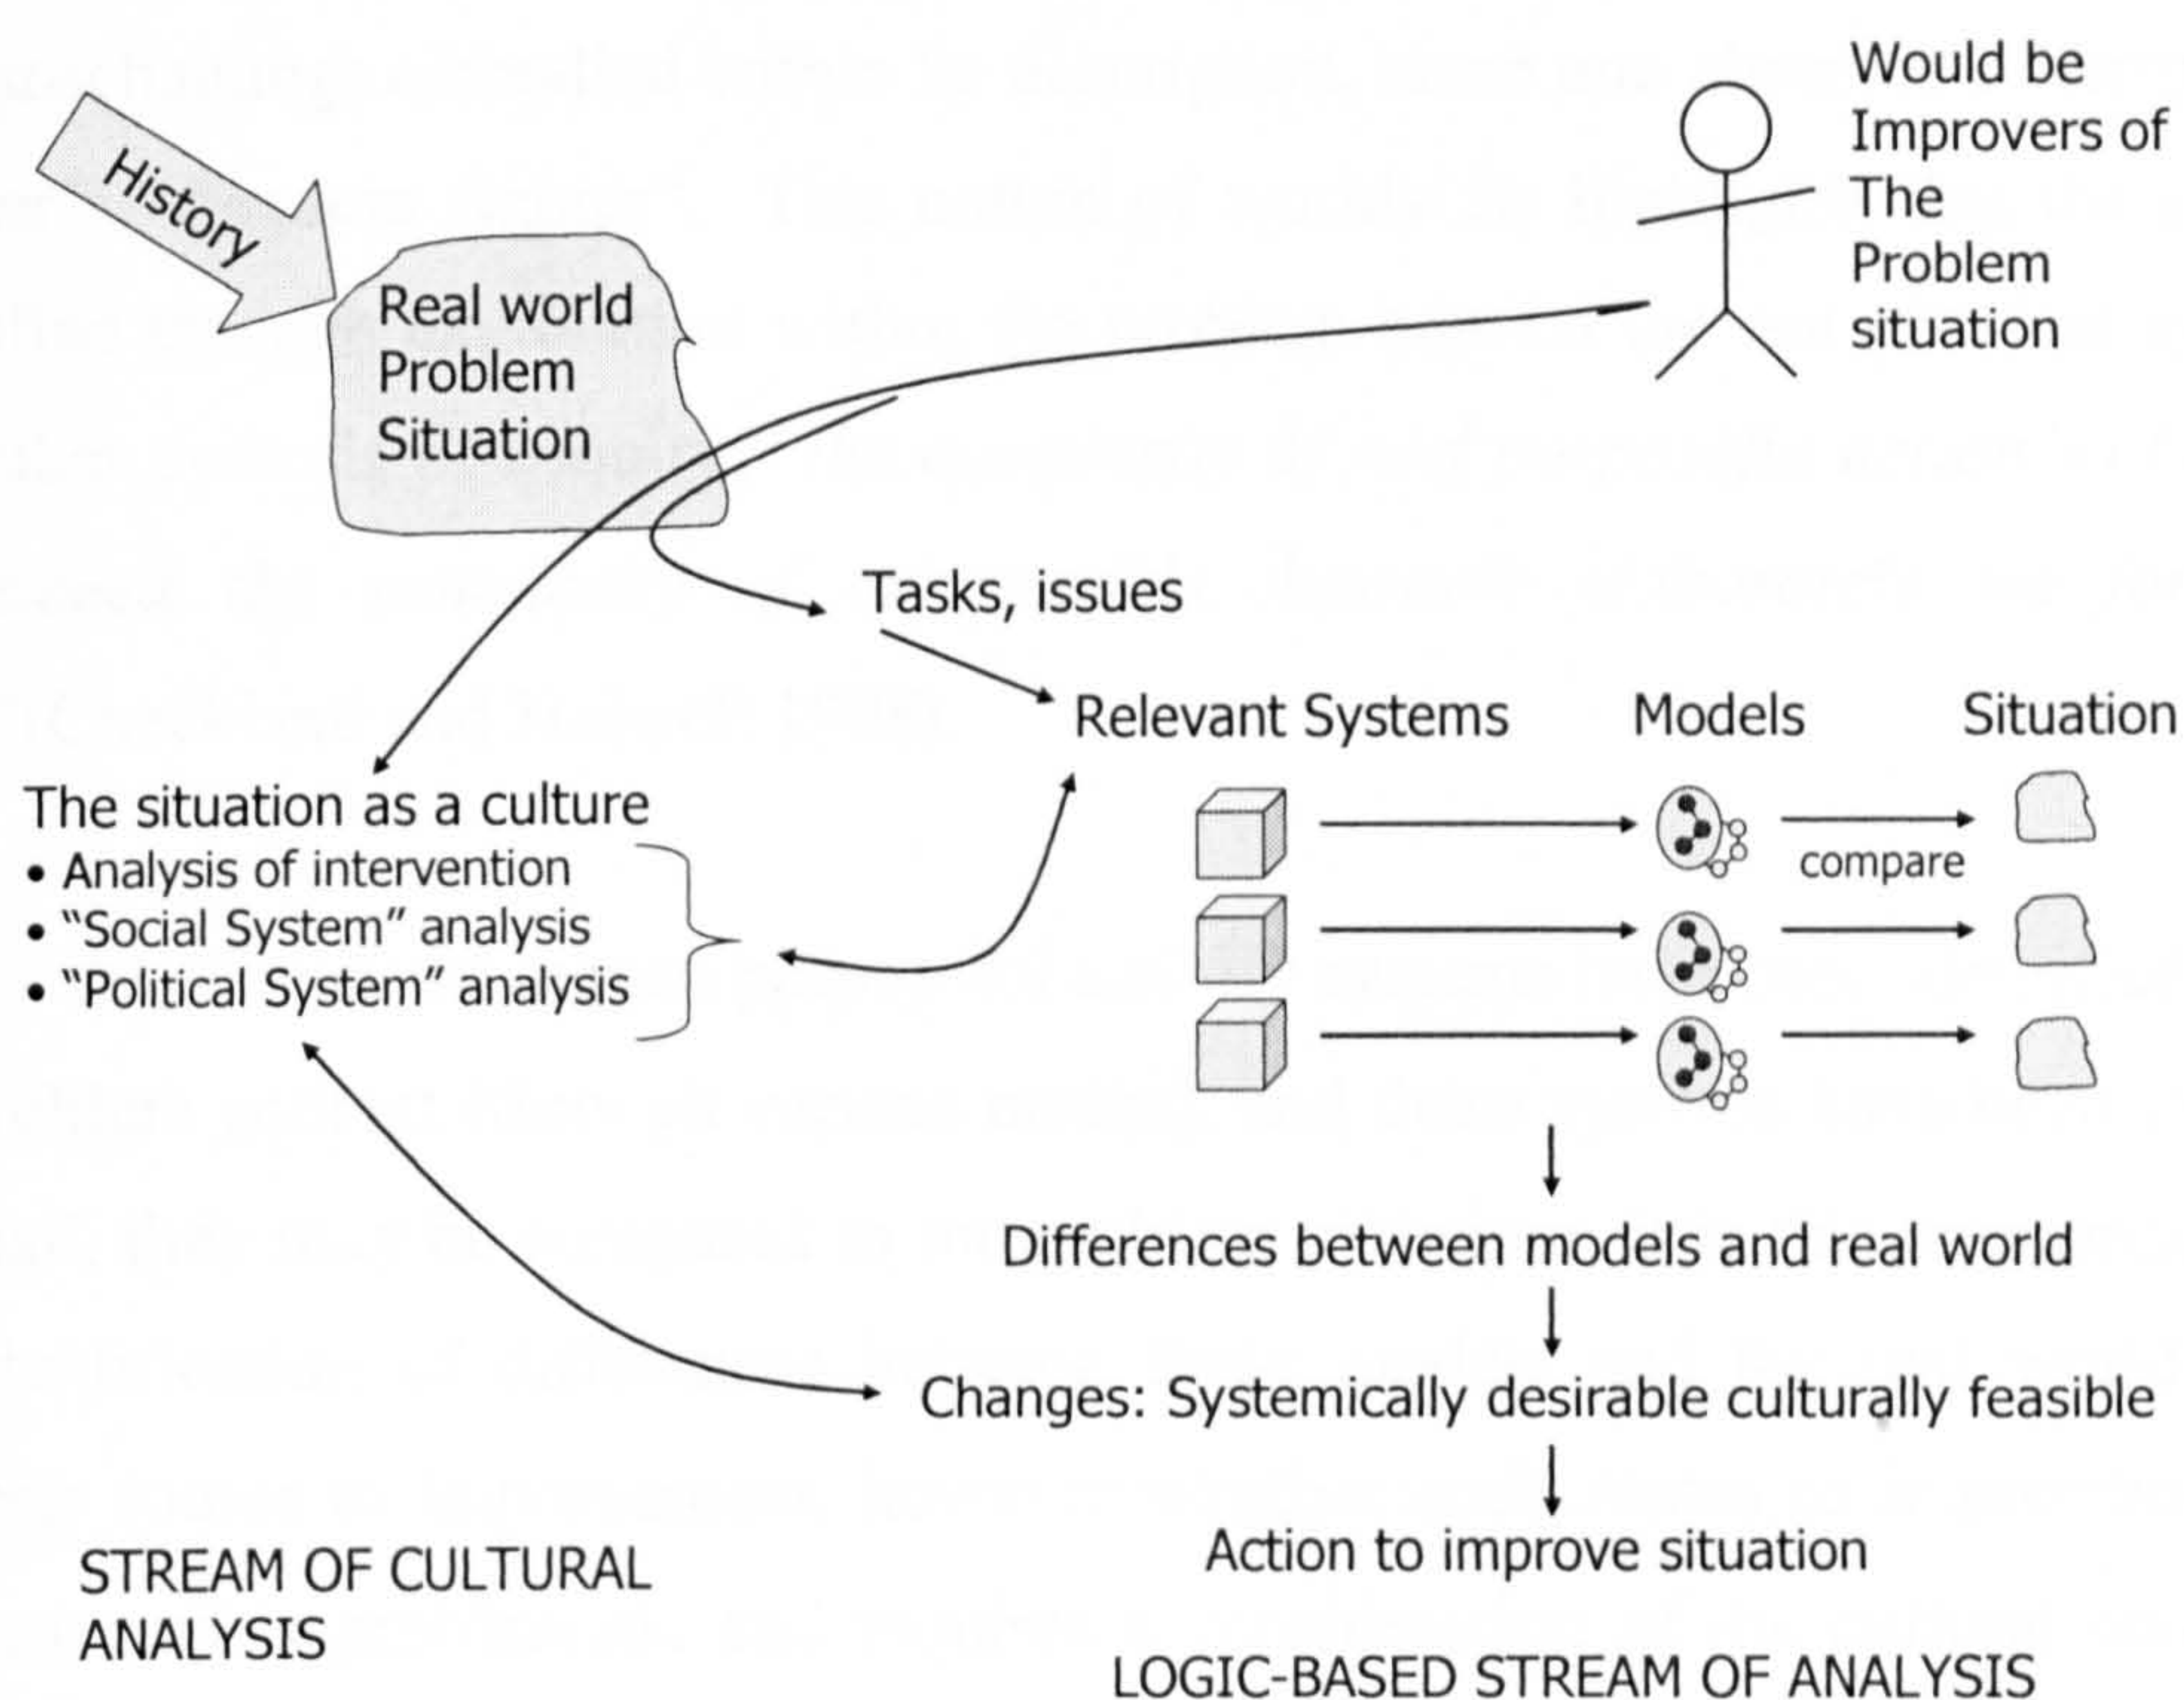 Would be
Improvers of
The
Problem
situation
History
Real world
Problem
Situation
Tasks, issues
Relevant Systems
Models
Situation
compare
The situation as a culture
• Analysis of intervention
• “Social System” analysis
• “Political System” analysis
Differences between models and real world
Changes: Systemically desirable culturally feasible
Action to improve situation
STREAM OF CULTURAL
ANALYSIS
LOGIC-BASED STREAM OF ANALYSIS